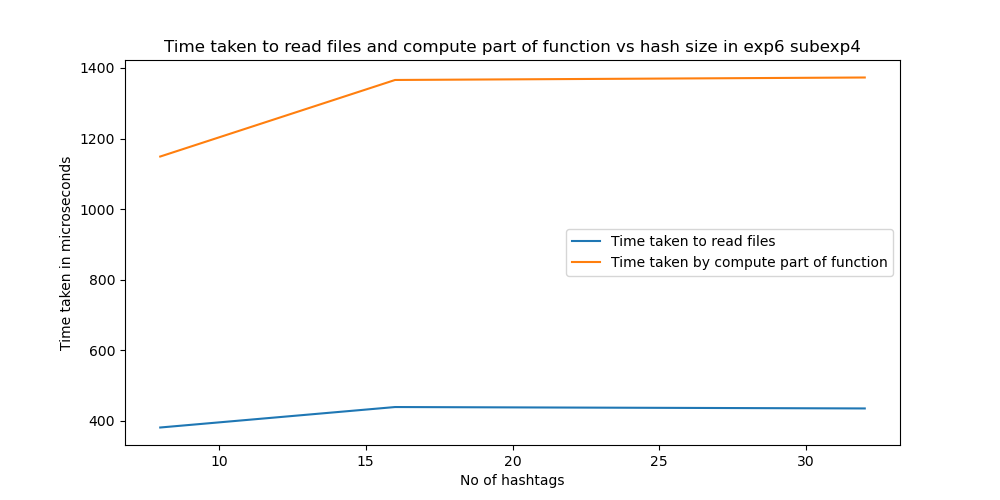 Time taken to read files and compute part of function vs hash size in exp6 subexp4
1400
1200
1000
800
600
400
Time taken in microseconds
Time taken to read files
Time taken by compute part of function
10
15
20
25
30
No of hashtags